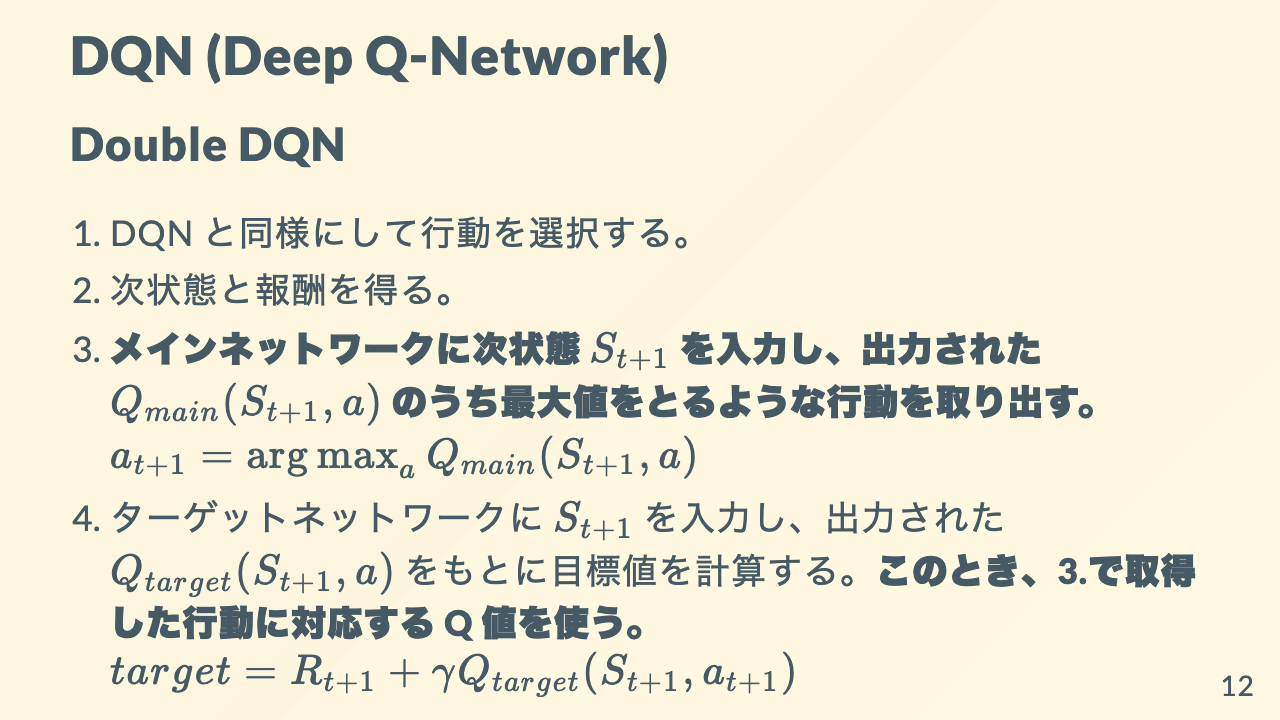 DQN (Deep Q-Network)
Double DQN
1. DQN と同様にして行動を選択する。
2. 次状態と報酬を得る。
3. メインネットワークに次状態 S_{t+1} を入力し、出力された
Q_{main}(S_{t+1}, a) のうち最大値をとるような行動を取り出す。
a_{t+1} = arg max_a Q_{main}(S_{t+1}, a)
4. ターゲットネットワークに S_{t+1} を入力し、出力された
Q_{target}(S_{t+1}, a) をもとに目標値を計算する。このとき、3.で取得
した行動に対応する Q 値を使う。
target = R_{t+1} + γQ_{target}(S_{t+1}, a_{t+1})
12